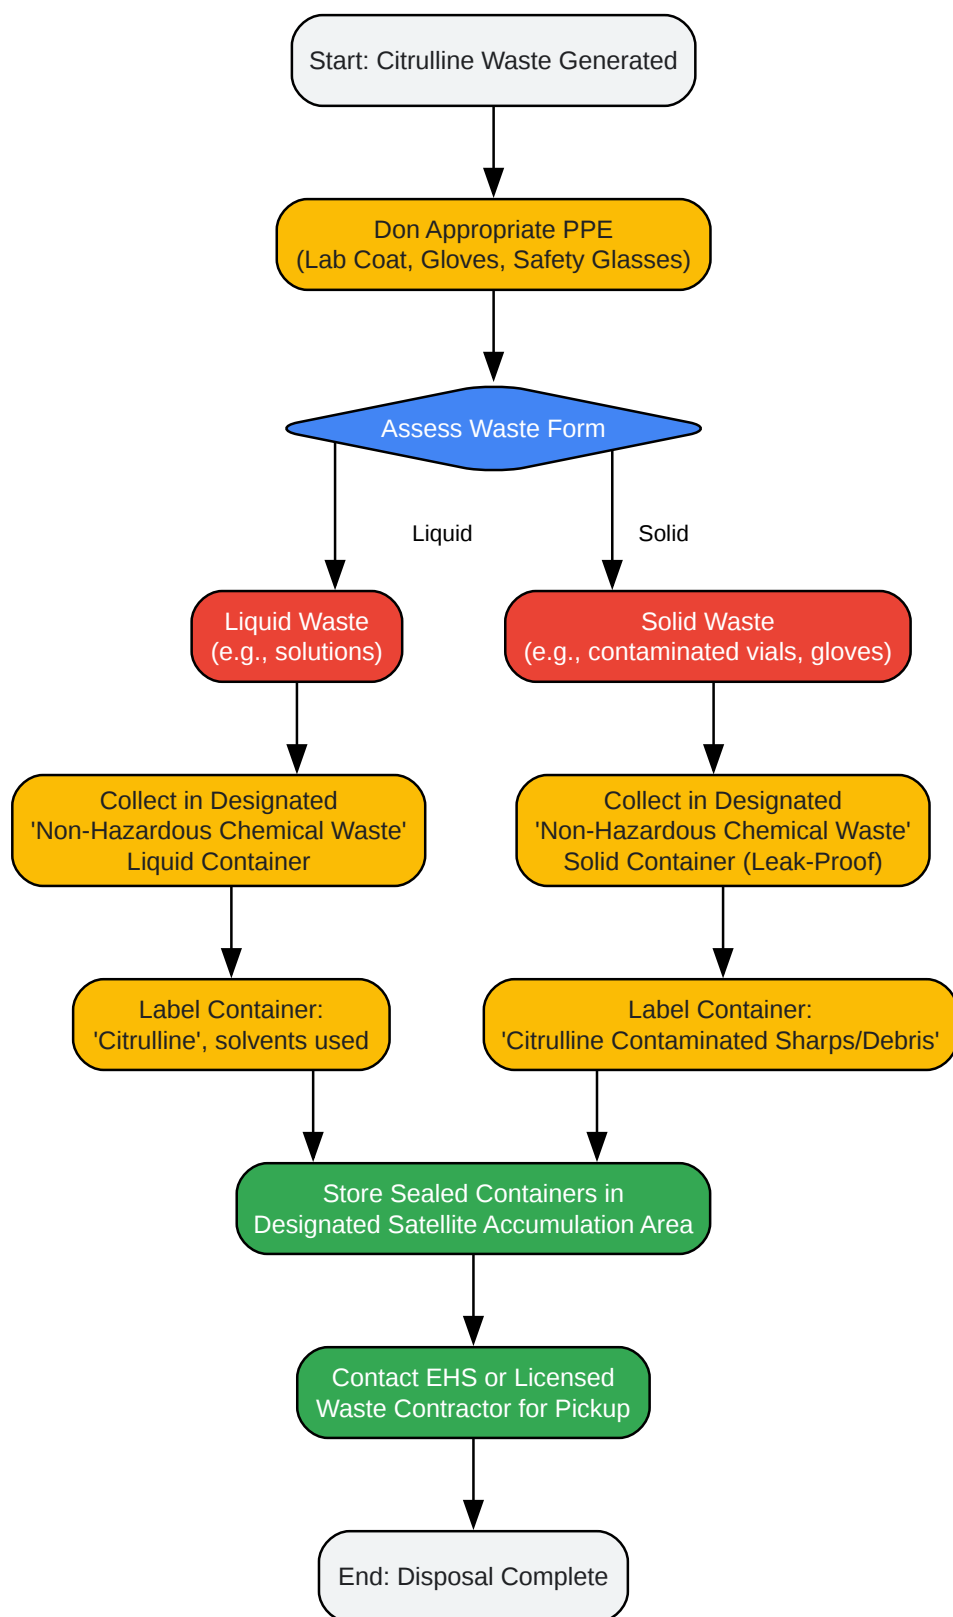 Start: Citrulline Waste Generated
Don Appropriate PPE
(Lab Coat, Gloves, Safety Glasses)
Assess Waste Form
Liquid
Solid
Liquid Waste
(e.g., solutions)
Solid Waste
(e.g., contaminated vials, gloves)
Collect in Designated
'Non-Hazardous Chemical Waste'
Liquid Container
Collect in Designated
'Non-Hazardous Chemical Waste'
Solid Container (Leak-Proof)
Label Container:
'Citrulline', solvents used
Label Container:
'Citrulline Contaminated Sharps/Debris'
Store Sealed Containers in
Designated Satellite Accumulation Area
Contact EHS or Licensed
Waste Contractor for Pickup
End: Disposal Complete